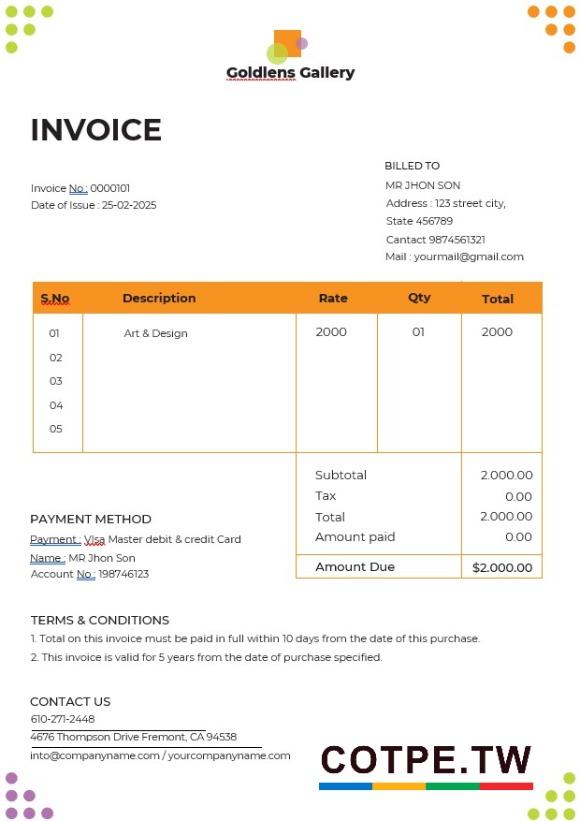 Goldlens Gallery
INVOICE
BILLED TO
MR JHON SON
Invoice No : 0000101
Address : 123 street city,
Date of Issue : 25-02-2025
State 456789
Cantact 9874561321
Mail : yourmail@gmail.com
S.No Description Rate Qty Total
01 Art & Design 2000 01 2000
02
03
04
05
Subtotal 2.000.00
Tax 0.00
Total 2.000.00
Amount paid 0.00
Amount Due $2.000.00
PAYMENT METHOD
Payment : VIsa Master debit & credit Card
Name : MR Jhon Son
Account No : 198746123
TERMS & CONDITIONS
1. Total on this invoice must be paid in full within 10 days from the date of this purchase.
2. This invoice is valid for 5 years from the date of purchase specified.
CONTACT US
610-271-2448
4676 Thompson Drive Fremont, CA 94538
into@companyname.com / yourcompanyname.com
COTPE.TW